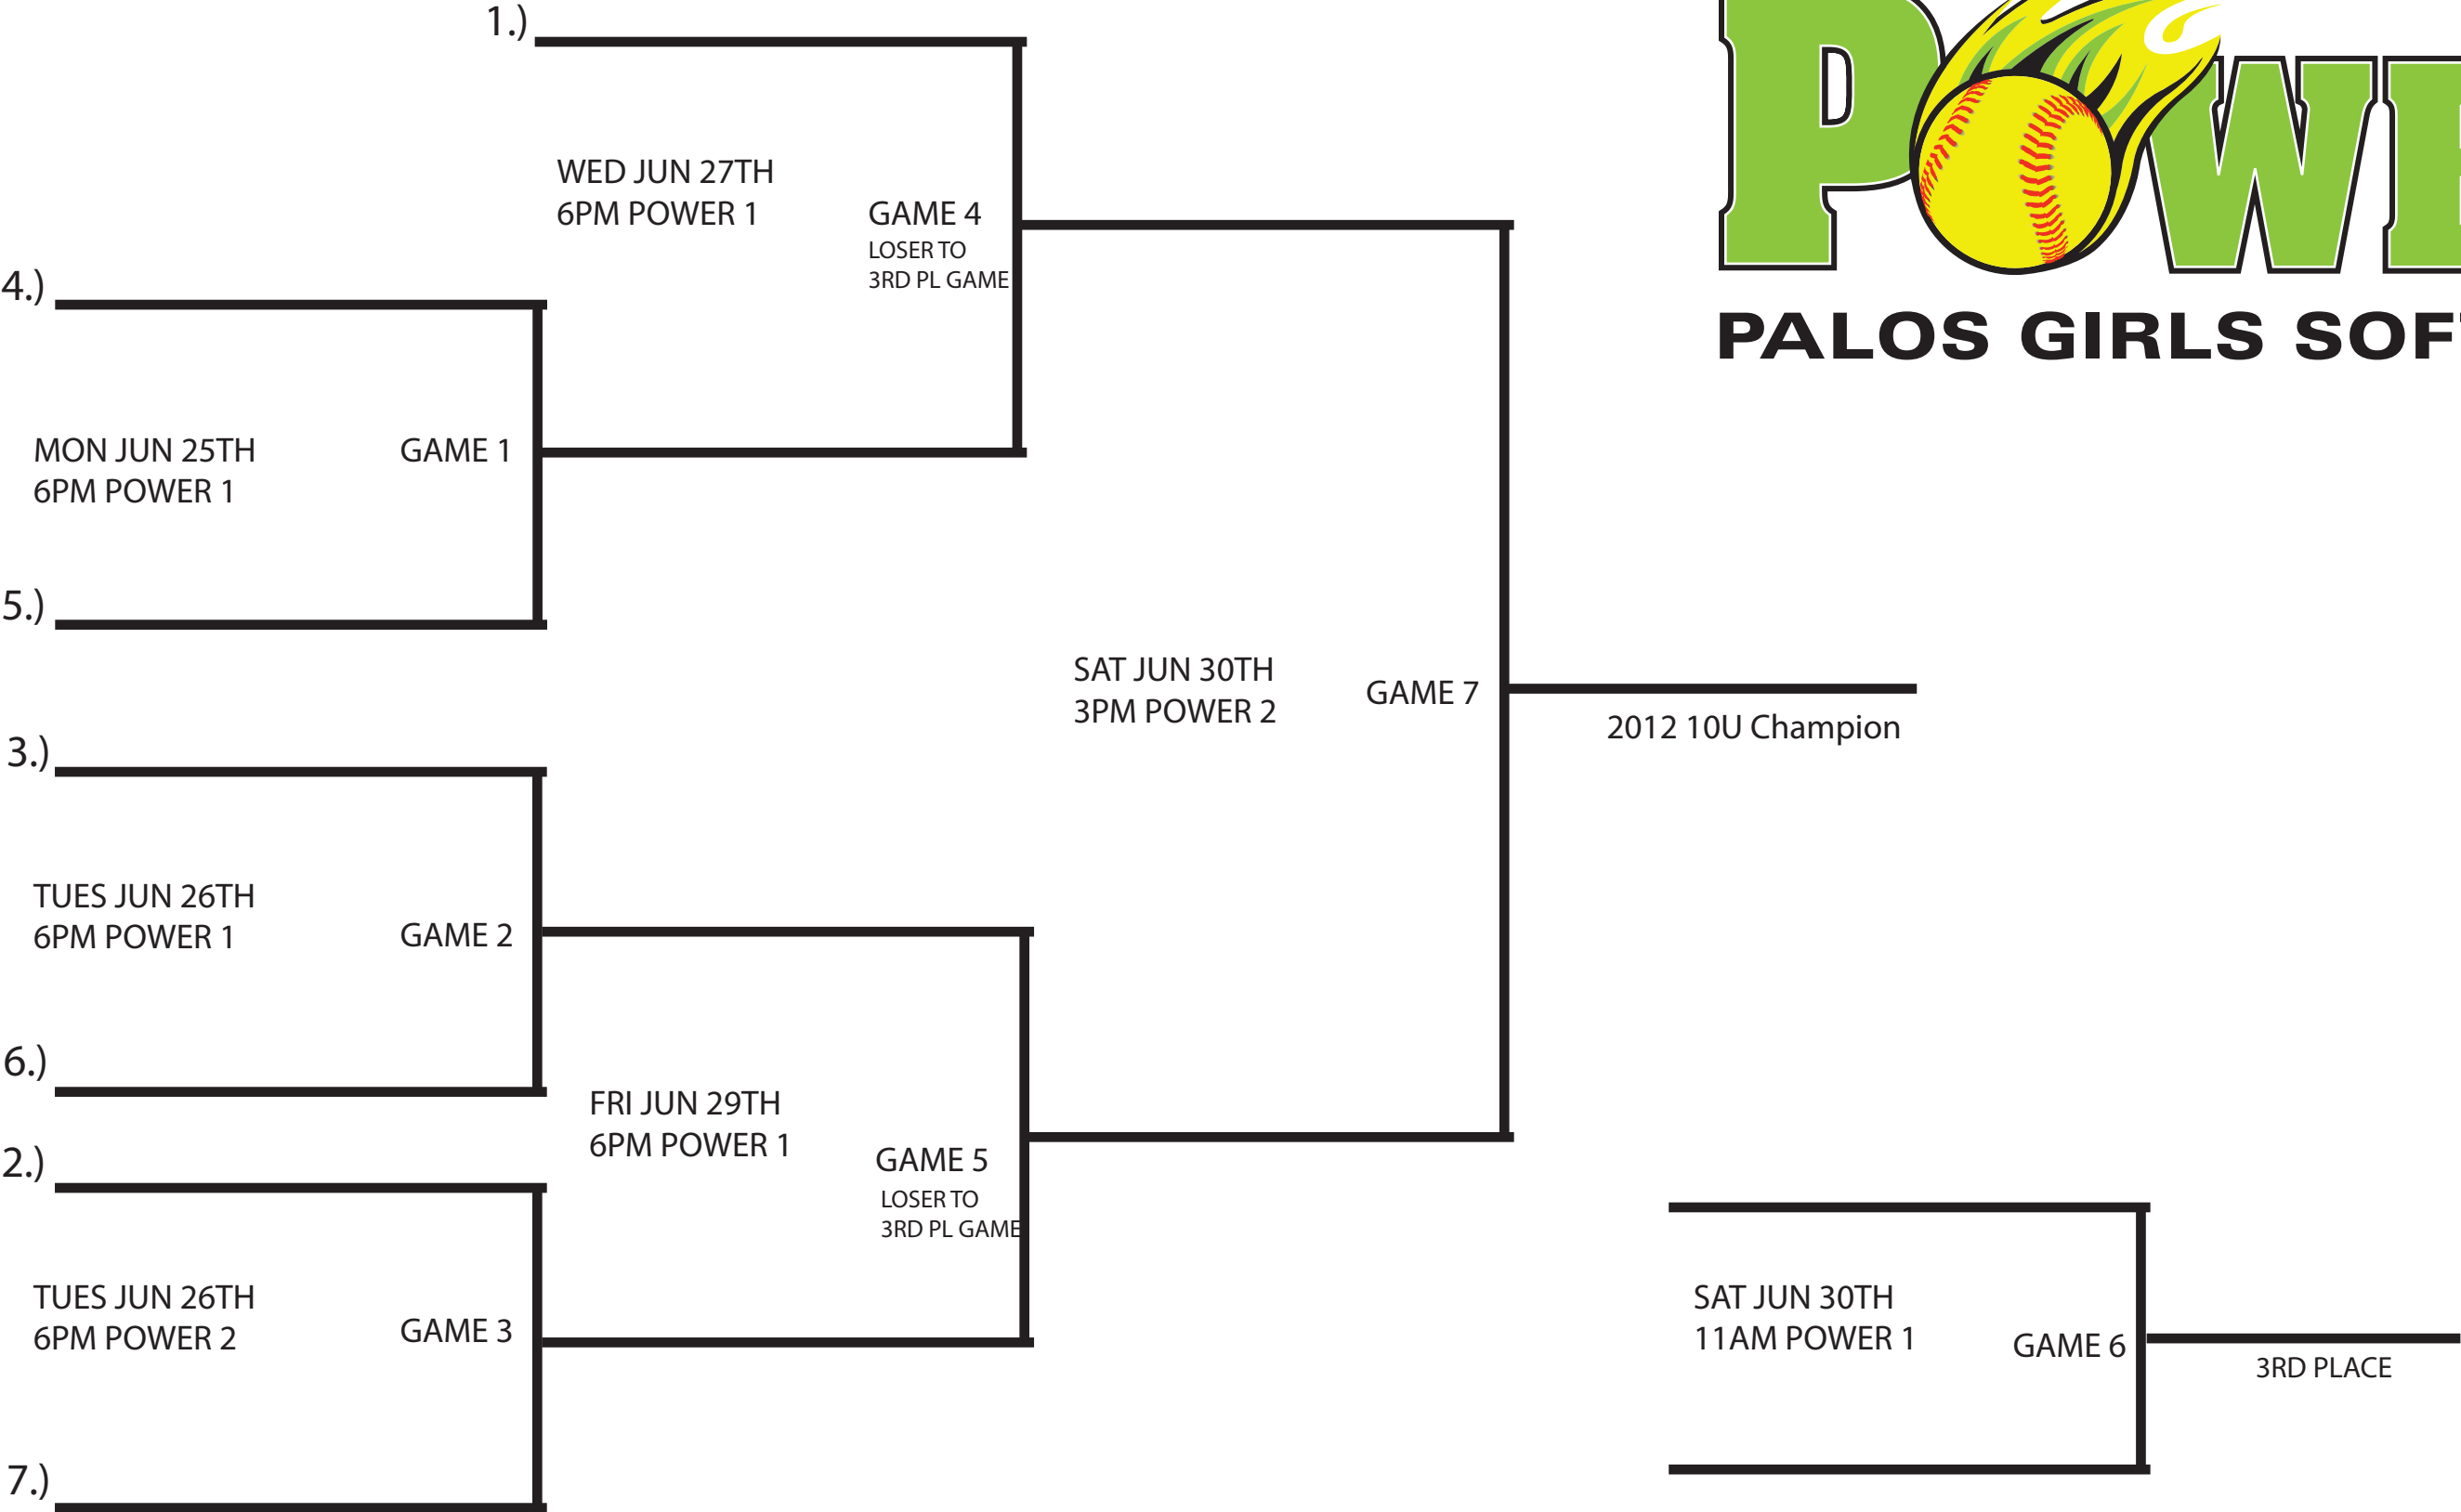 1.)
WED JUN 27TH
6PM POWER 1
GAME 4
LOSER TO
3RD PL GAME
4.)
MON JUN 25TH
6PM POWER 1
GAME 1
5.)
PALOS GIRLS
SAT JUN 30TH
3PM POWER 2
GAME 7
2012 10U Champion
3.)
TUES JUN 26TH
6PM POWER 1
GAME 2
6.)
FRI JUN 29TH
6PM POWER 1
GAME 5
LOSER TO
3RD PL GAME
2.)
TUES JUN 26TH
6PM POWER 2
GAME 3
7.)
SAT JUN 30TH
11AM POWER 1
GAME 6
3RD PLACE